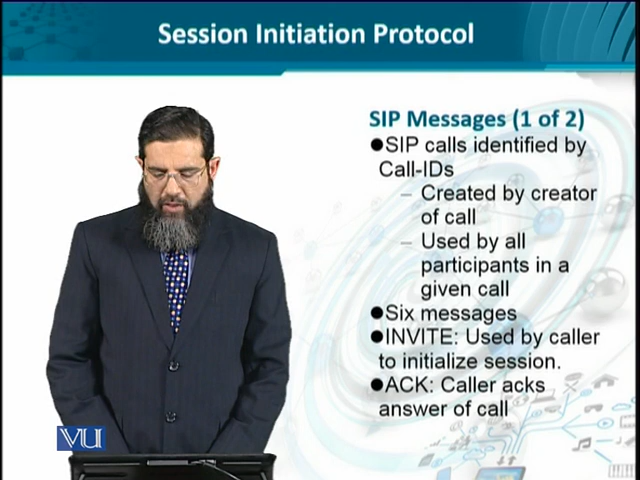 Session Initiation Protocol
SIP Messages (1 of 2)
●SIP calls identified by
Call-IDs
– Created by creator
of call
– Used by all
participants in a
given call
●Six messages
●INVITE: Used by caller
to initialize session.
●ACK: Caller acks
answer of call
VU